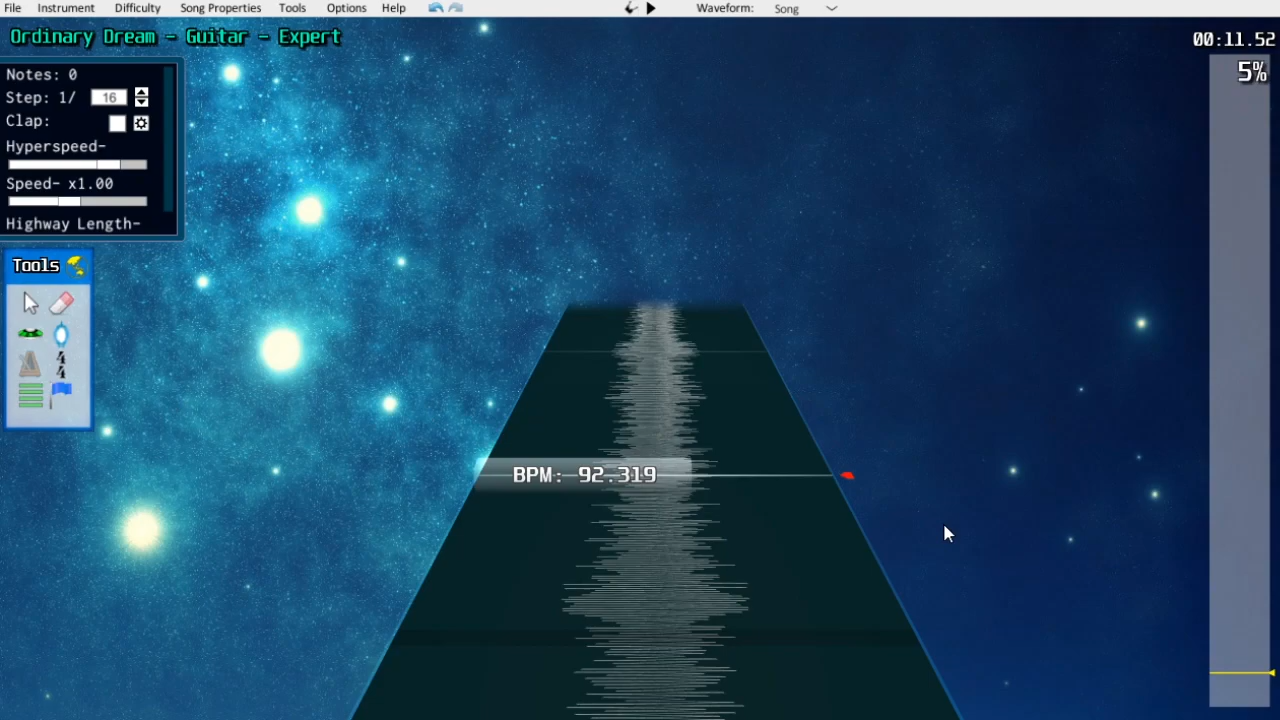 File Instrument Difficulty Song Properties Tools Options Help Waveform: Song
Ordinary Dream - Guitar - Expert
00:11.52
5%
Notes: 0
Step: 1/ 16
Clap:
Hyperspeed-
Speed- x1.00
Highway Length-
Tools
4
4
BPM: 92.319